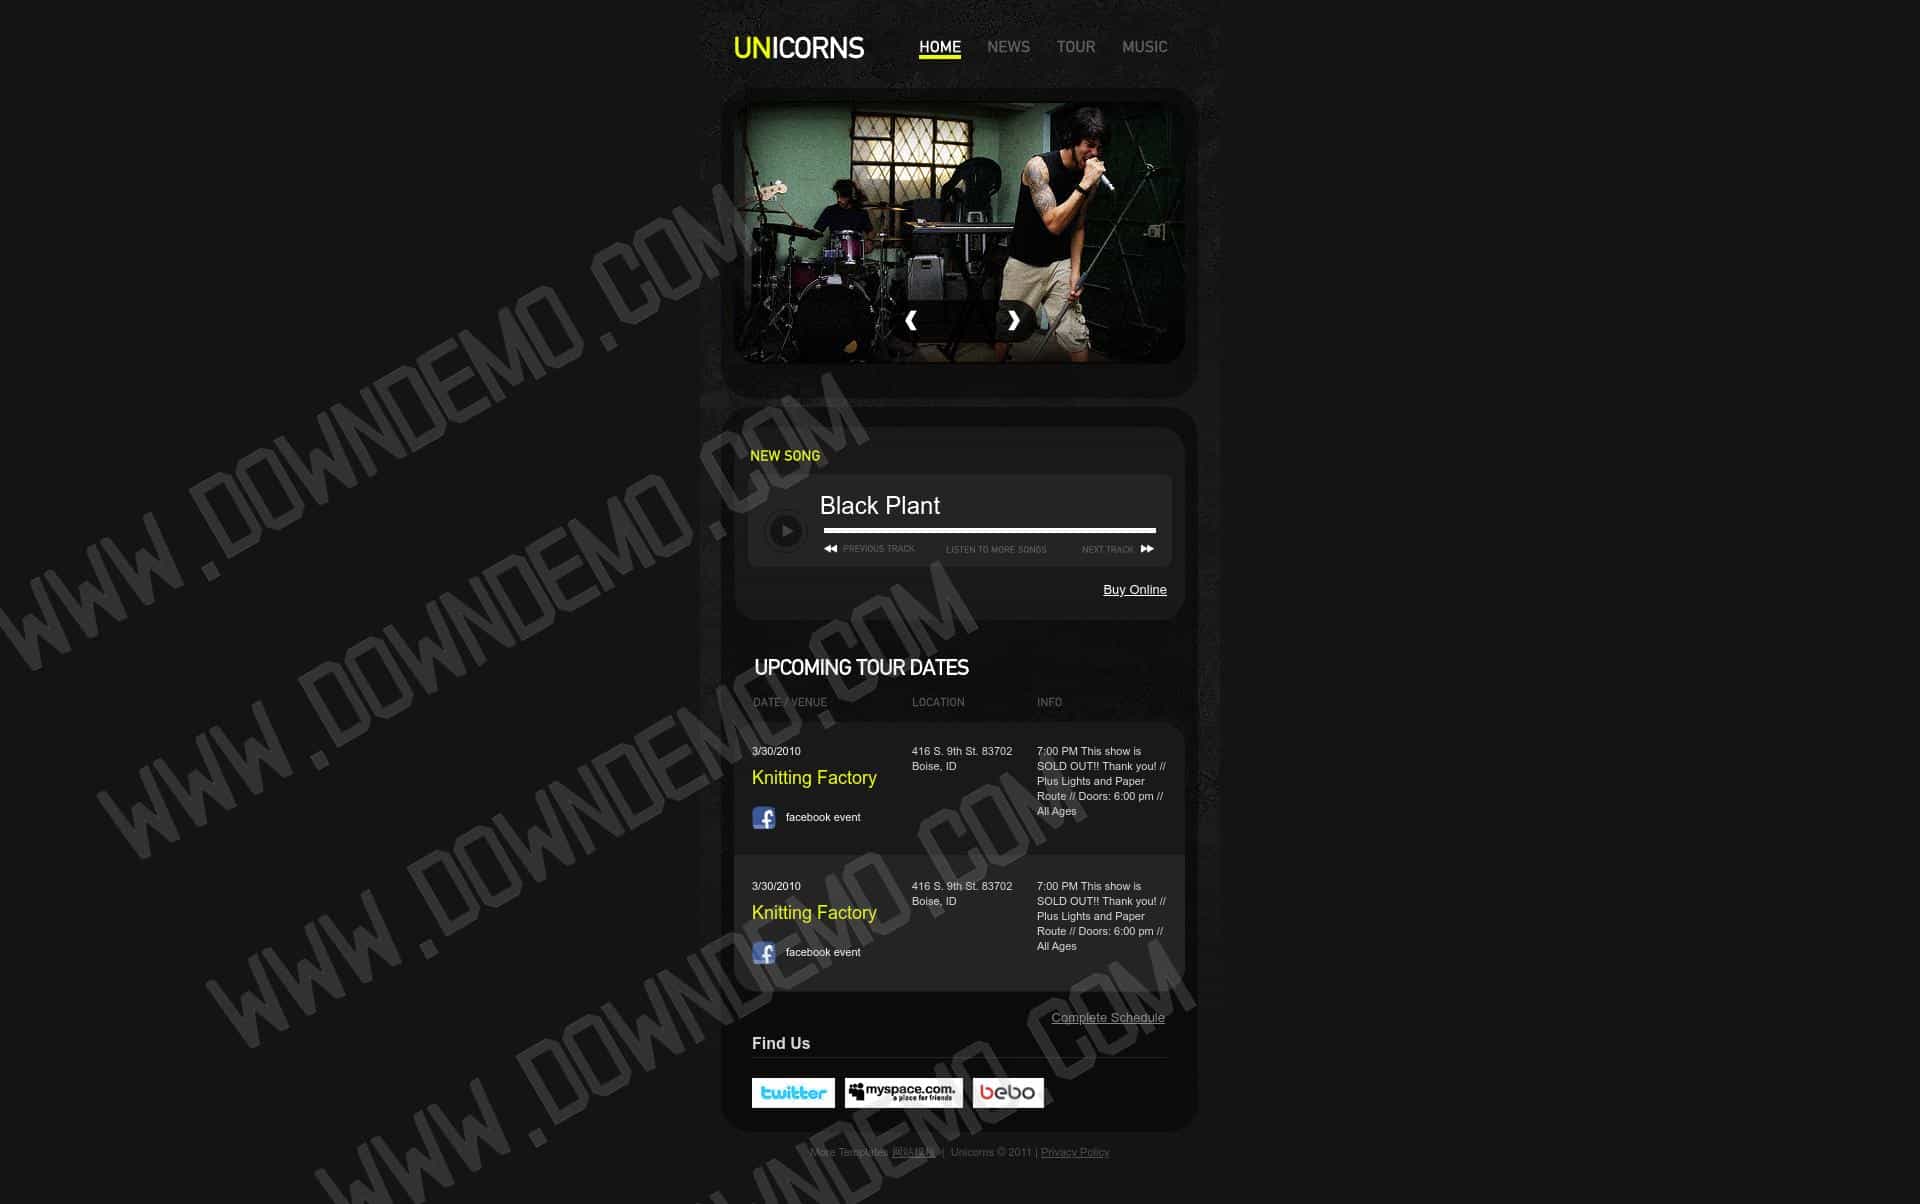 UNICORNS
HOME NEWS TOUR MUSIC
NEW SONG
Black Plant
PREVIOUS TRACK LISTEN TO MORE SONGS NEXT TRACK
Buy Online
UPCOMING TOUR DATES
DATE / VENUE LOCATION INFO
3/30/2010
Knitting Factory
facebook event
416 S. 9th St. 83702
Boise, ID
7:00 PM This show is
SOLD OUT!! Thank you! //
Plus Lights and Paper
Route // Doors: 6:00 pm //
All Ages
3/30/2010
Knitting Factory
facebook event
416 S. 9th St. 83702
Boise, ID
7:00 PM This show is
SOLD OUT!! Thank you! //
Plus Lights and Paper
Route // Doors: 6:00 pm //
All Ages
Complete Schedule
Find Us
twitter
myspace.com.
a place for friends
bebo
More Templates 网站模板 | Unicorns © 2011 | Privacy Policy
WWW.DOWNDEMO.COM
WWW.DOWNDEMO.COM
WWW.DOWNDEMO.COM
WWW.DOWNDEMO.COM
WWW.DOWNDEMO.COM